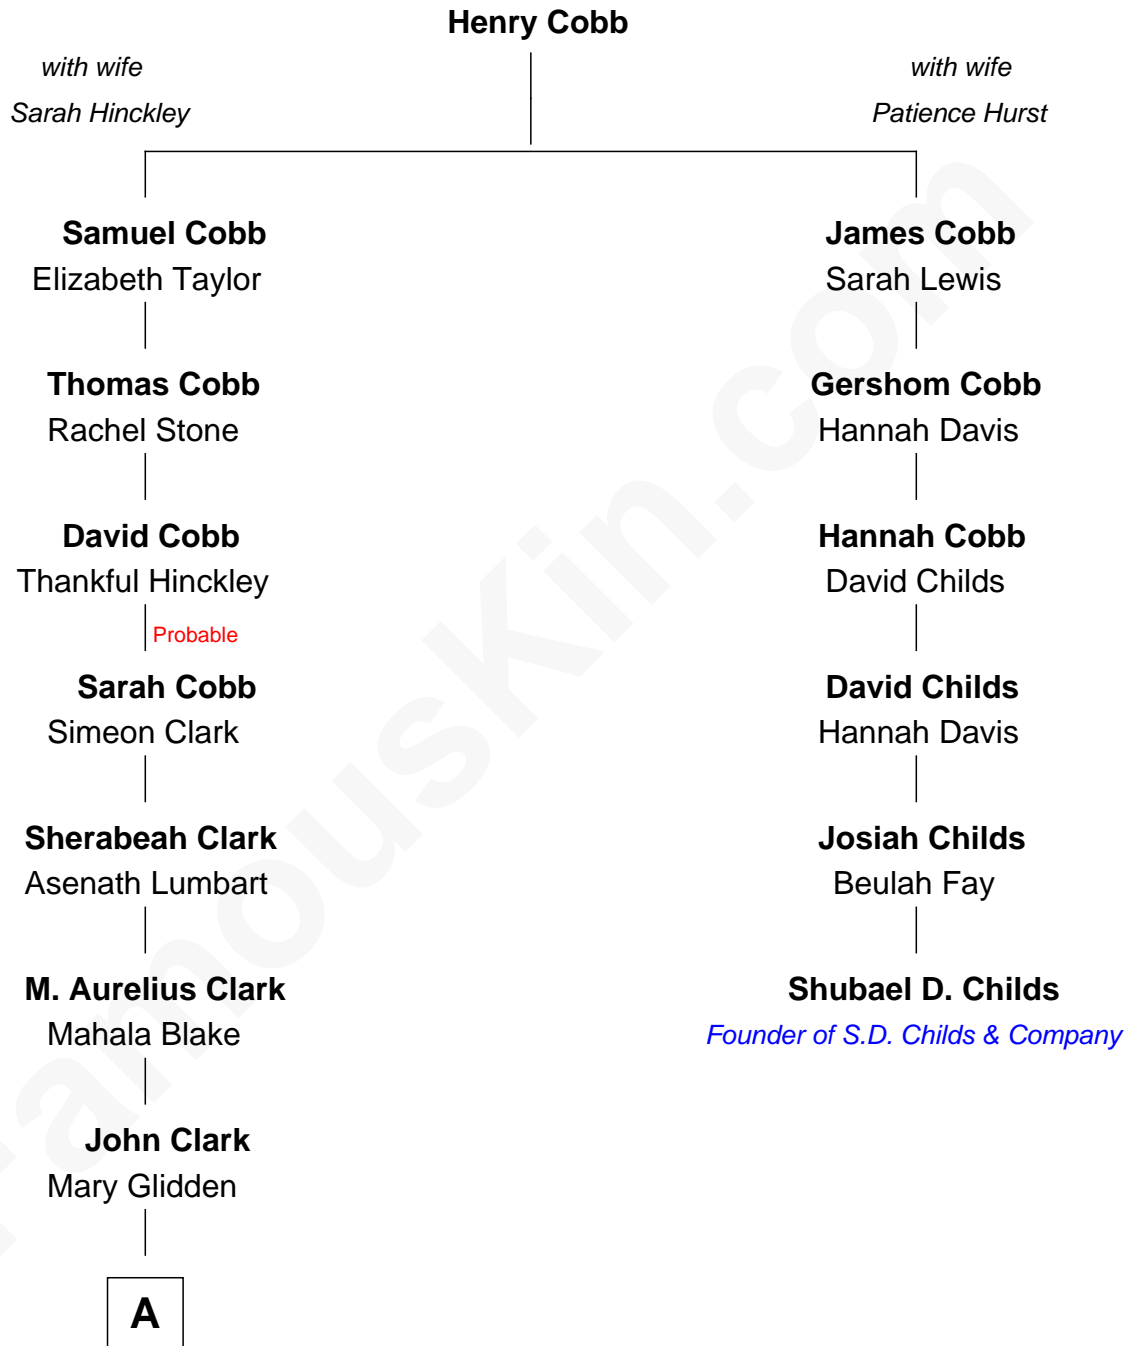 Henry Cobb
with wife
Sarah Hinckley
with wife
Patience Hurst
Samuel Cobb
Elizabeth Taylor
James Cobb
Sarah Lewis
Thomas Cobb
Rachel Stone
Gershom Cobb
Hannah Davis
David Cobb
Thankful Hinckley
Hannah Cobb
David Childs
Probable
Sarah Cobb
Simeon Clark
David Childs
Hannah Davis
Sherabeah Clark
Asenath Lumbart
Josiah Childs
Beulah Fay
M. Aurelius Clark
Mahala Blake
Shubael D. Childs
Founder of S.D. Childs & Company
John Clark
Mary Glidden
A
FamousKin.com